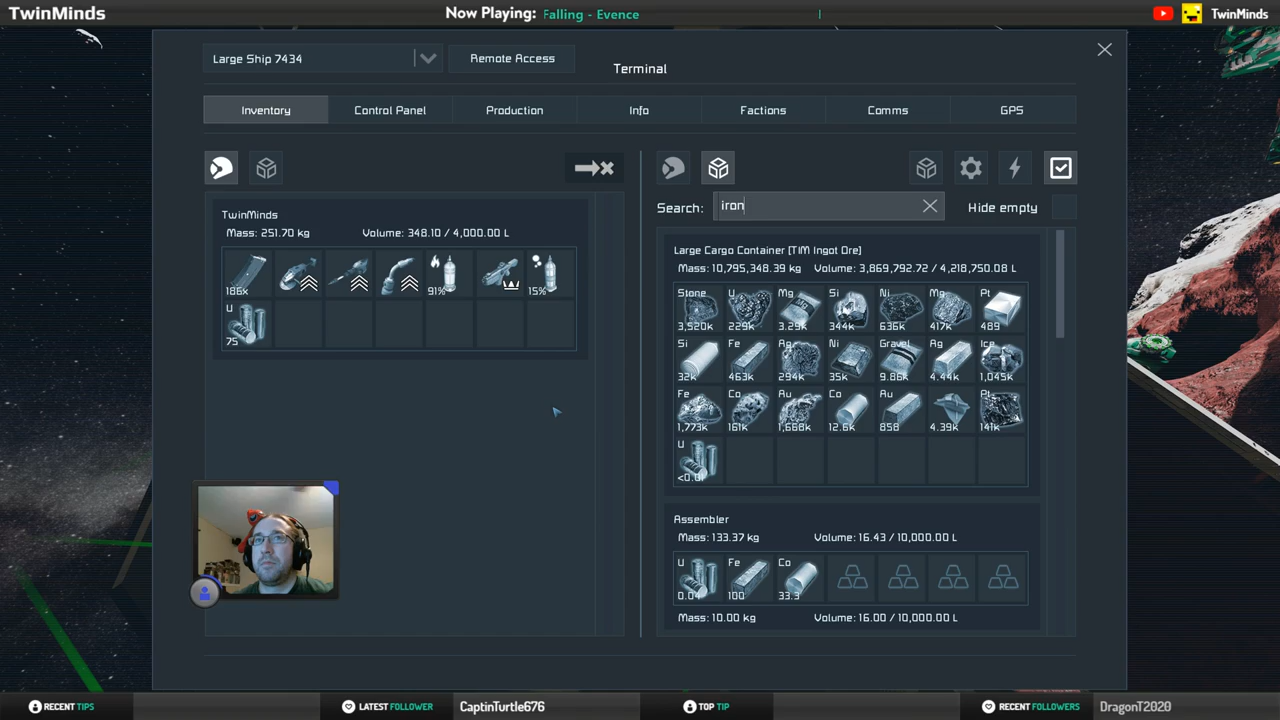 TwinMinds
Now Playing: Falling - Evence
TwinMinds
Large Ship 7434
Remote Access
Terminal
Inventory
Control Panel
Production
Info
Factions
Comms
GPS
Search: iron
Hide empty
TwinMinds
Mass: 251.70 kg Volume: 348.10 / 4,000.00 L
186k
91%
15%
U
75
Large Cargo Container [TIM Ingot Ore]
Mass: 10,795,348.39 kg Volume: 3,869,792.72 / 4,218,750.08 L
Stone U Mg Si Ni Mg Pt
3,520k 229k 3.29k 344k 636k 417k 489
Si Fe Ag Ni Gravel Ag Ice
32k 463k 294k 35k 9.86k 4.44k 1,045k
Fe Co Au Co Au Pt
1,773k 161k 1,668k 12.6k 858 4.39k 141k
U
<0.01
Assembler
Mass: 133.37 kg Volume: 16.43 / 10,000.00 L
U Fe Co
0.04 100 33.3
Mass: 10.00 kg Volume: 16.00 / 10,000.00 L
RECENT TIPS
LATEST FOLLOWER
CaptinTurtle676
TOP TIP
RECENT FOLLOWERS
DragonT2020